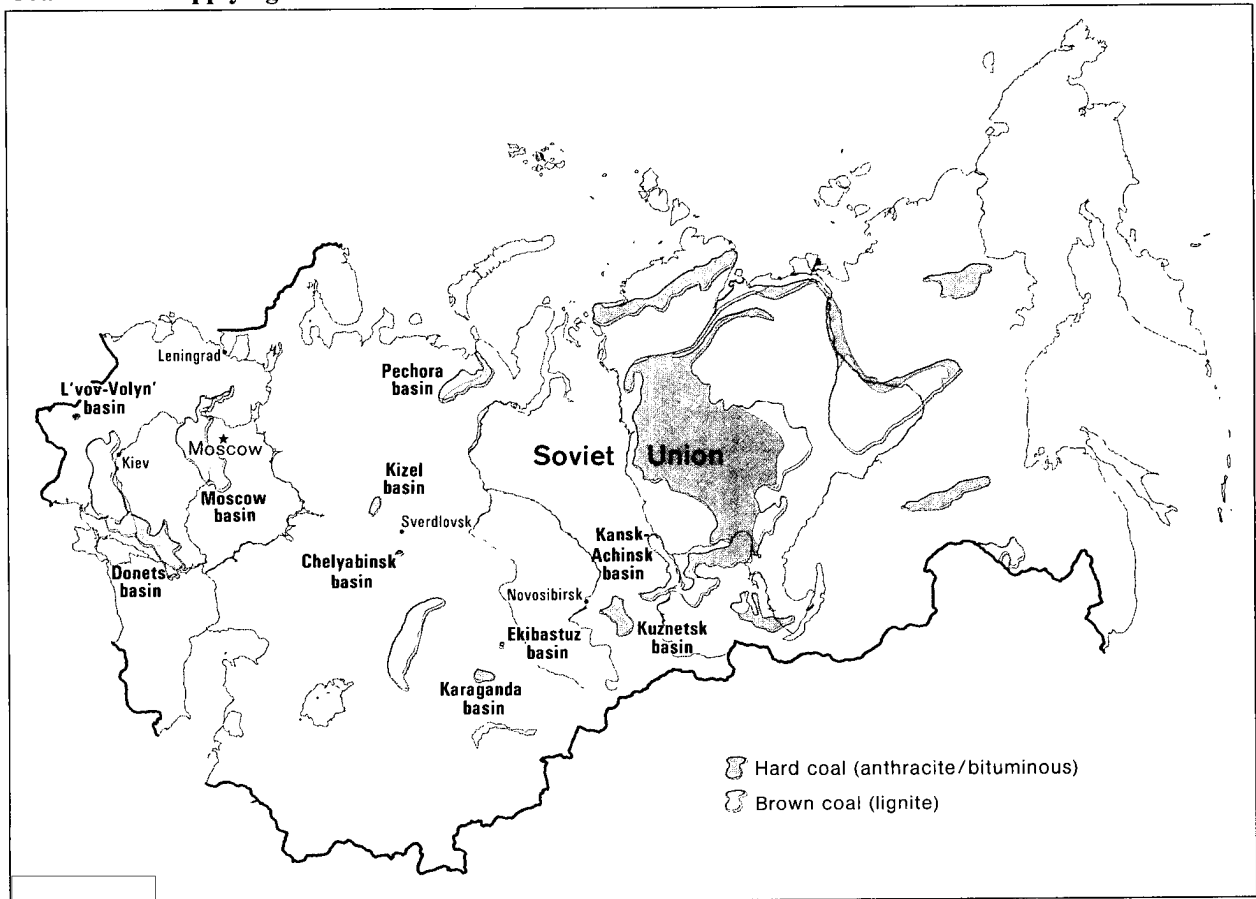 Leningrad
L'vov-Volyn'
basin
Pechora
basin
Moscow
Kiev
Soviet Union
Kizel
basin
Moscow
basin
Sverdlovsk
Kansk-
Achinsk
basin
Chelyabinsk
basin
Donets
basin
Novosibirsk
Ekibastuz
basin
Kuznetsk
basin
Karaganda
basin
Hard coal (anthracite/bituminous)
Brown coal (lignite)